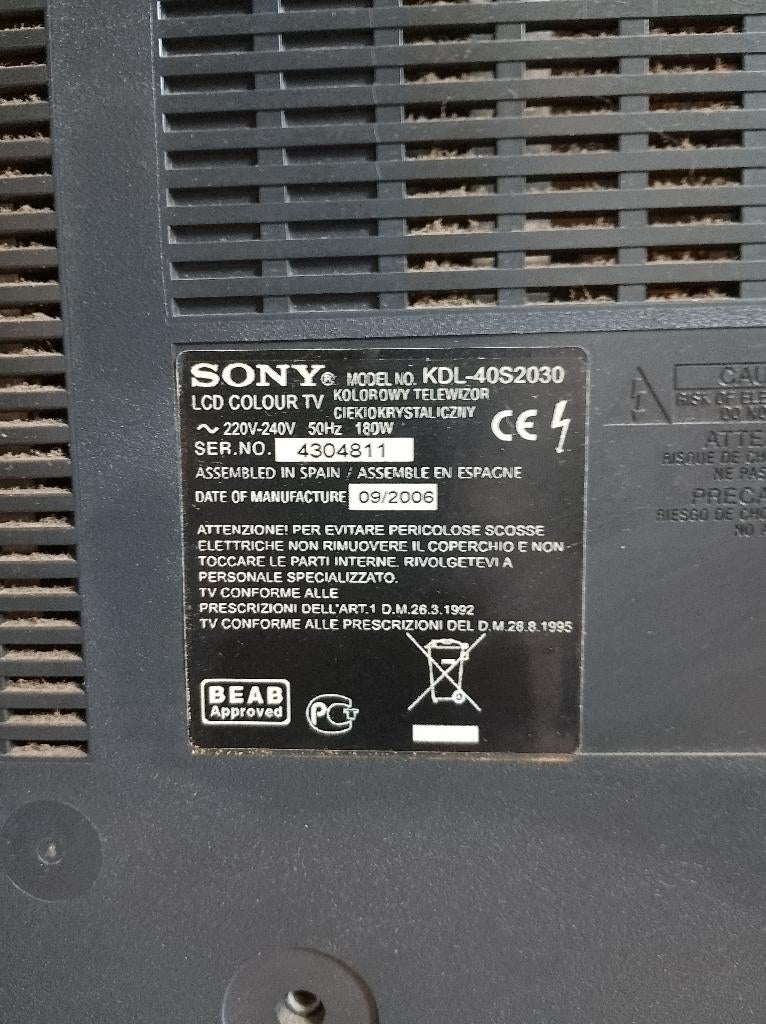 SONY® MODEL NO. KDL-40S2030
LCD COLOUR TV KOLOROWY TELEWIZOR
CIEKłOKRYSTALICZNY
~ 220V-240V 50Hz 180W
CE
SER.NO. 4304811
ASSEMBLED IN SPAIN / ASSEMBLE EN ESPAGNE
DATE OF MANUFACTURE 09/2006
ATTENZIONE! PER EVITARE PERICOLOSE SCOSSE
ELETTRICHE NON RIMUOVERE IL COPERCHIO E NON
TOCCARE LE PARTI INTERNE. RIVOLGETEVI A
PERSONALE SPECIALIZZATO.
TV CONFORME ALLE
PRESCRIZIONI DELL'ART.1 D.M.26.3.1992
TV CONFORME ALLE PRESCRIZIONI DEL D.M.26.8.1995
BEAB
Approved
PCT
CAU
RISK OF ELE
DO NO
ATTE
RISQUE DE CH
NE PAS
PRECA
RIESGO DE CHO
NO A